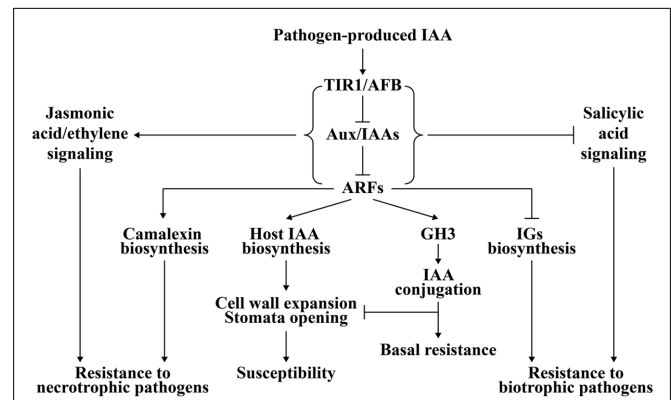 Pathogen-produced IAA
TIR1/AFB
Jasmonic
acid/ethylene
signaling
Aux/IAAs
Salicylic
acid
signaling
ARFs
Camalexin
biosynthesis
Host IAA
biosynthesis
GH3
IGs
biosynthesis
IAA
conjugation
Cell wall expansion
Stomata opening
Basal resistance
Resistance to
necrotrophic pathogens
Susceptibility
Resistance to
biotrophic pathogens